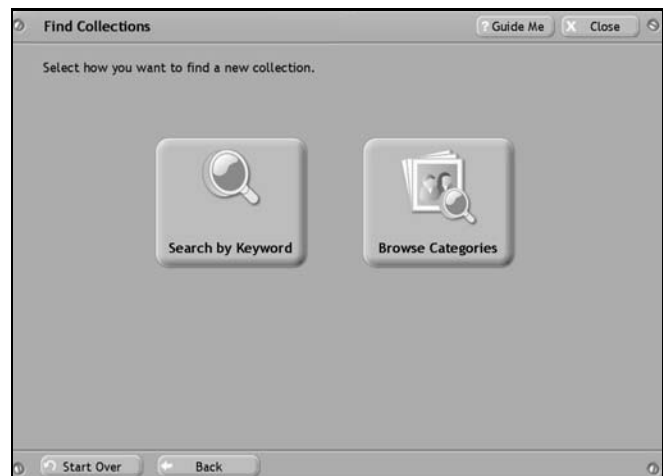 Find Collections
? Guide Me
X Close
Select how you want to find a new collection.
Search by Keyword
Browse Categories
Start Over
Back